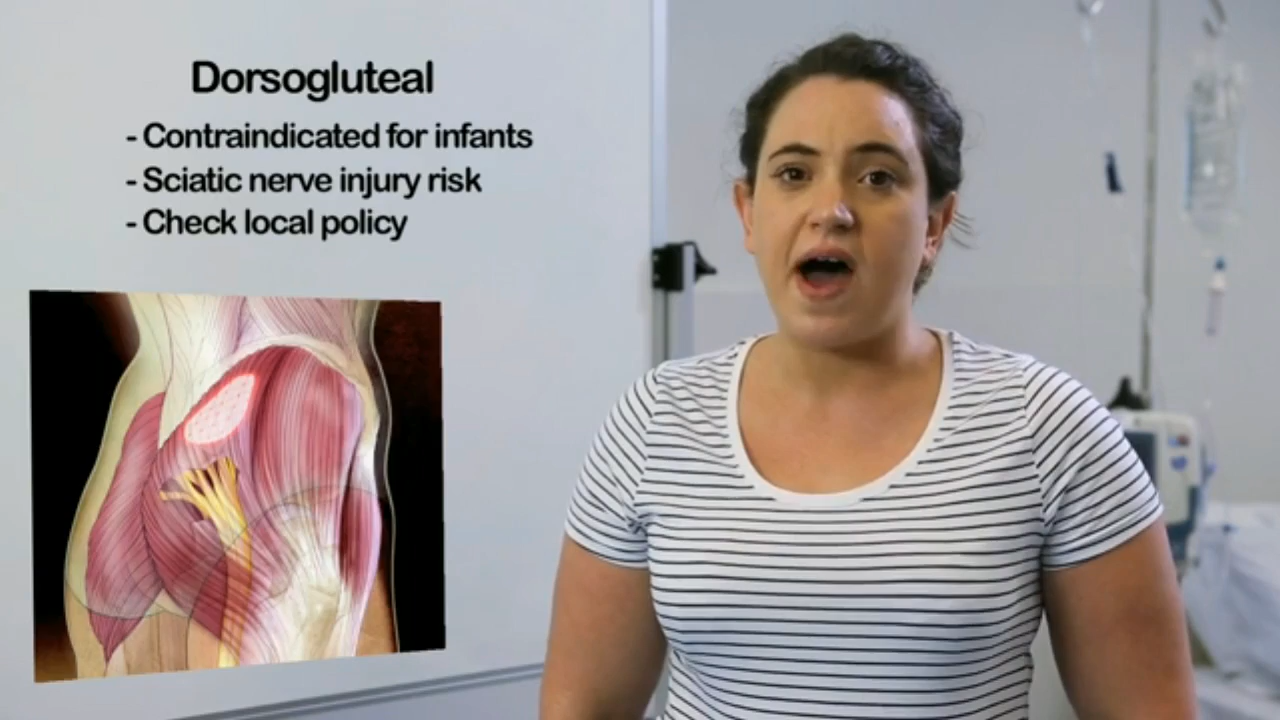 Dorsogluteal
- Contraindicated for infants
- Sciatic nerve injury risk
- Check local policy